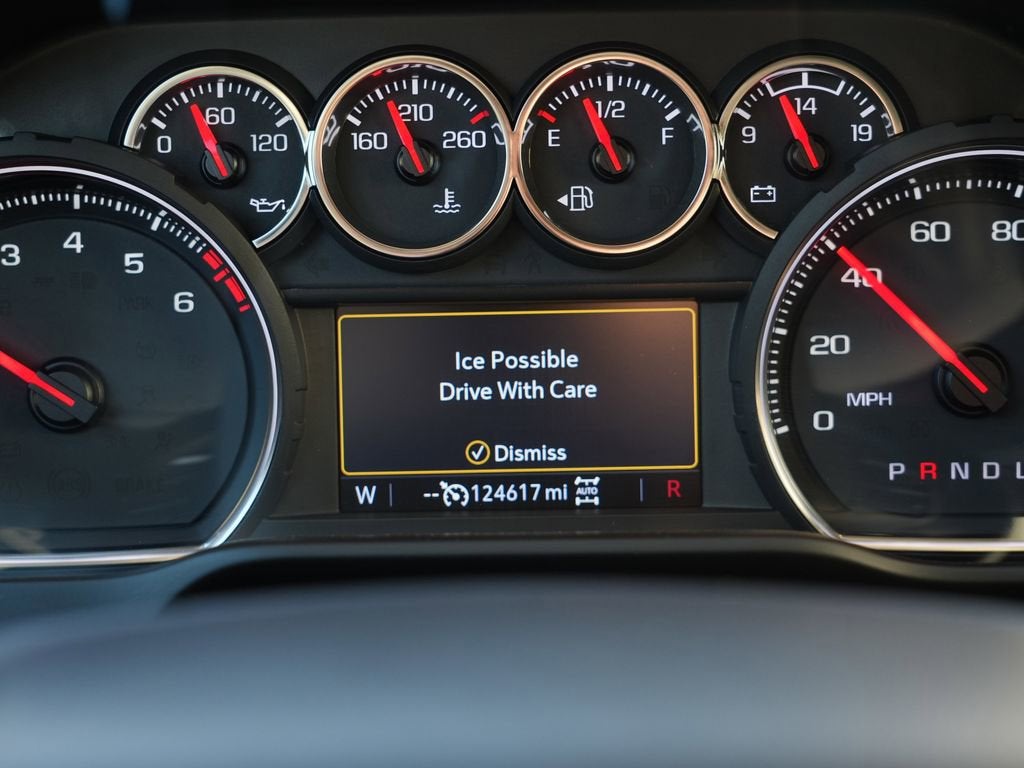 0 60 120
160 210 260
E 1/2 F
9 14 19
3 4 5 6
0 20 40 60 80
MPH
P R N D L
Ice Possible
Drive With Care
Dismiss
W -- 124617 mi AUTO R